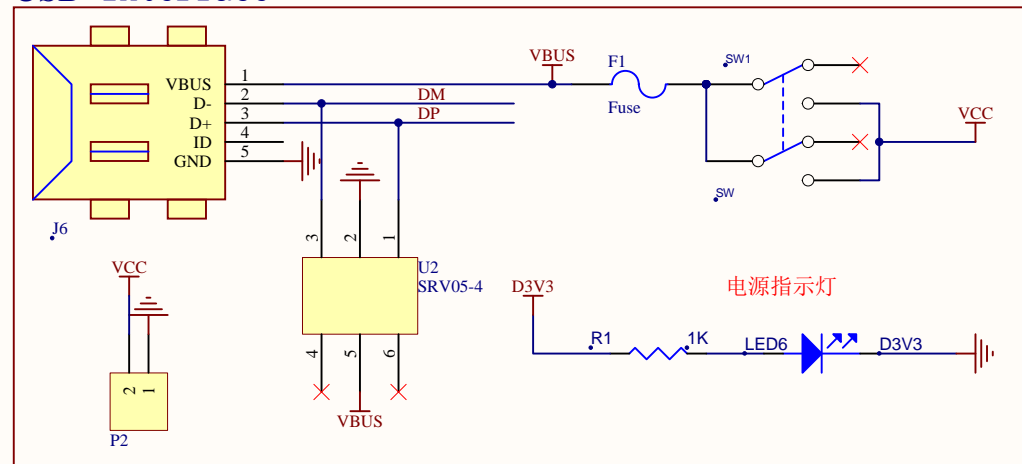 VBUS
D-
D+
ID
GND
1
2
3
4
5
J6
DM
DP
VBUS
F1
Fuse
SW1
SW
VCC
3
2
1
U2
SRV05-4
4
5
6
VBUS
VCC
2
1
P2
D3V3
电源指示灯
R1
1K
LED6
D3V3